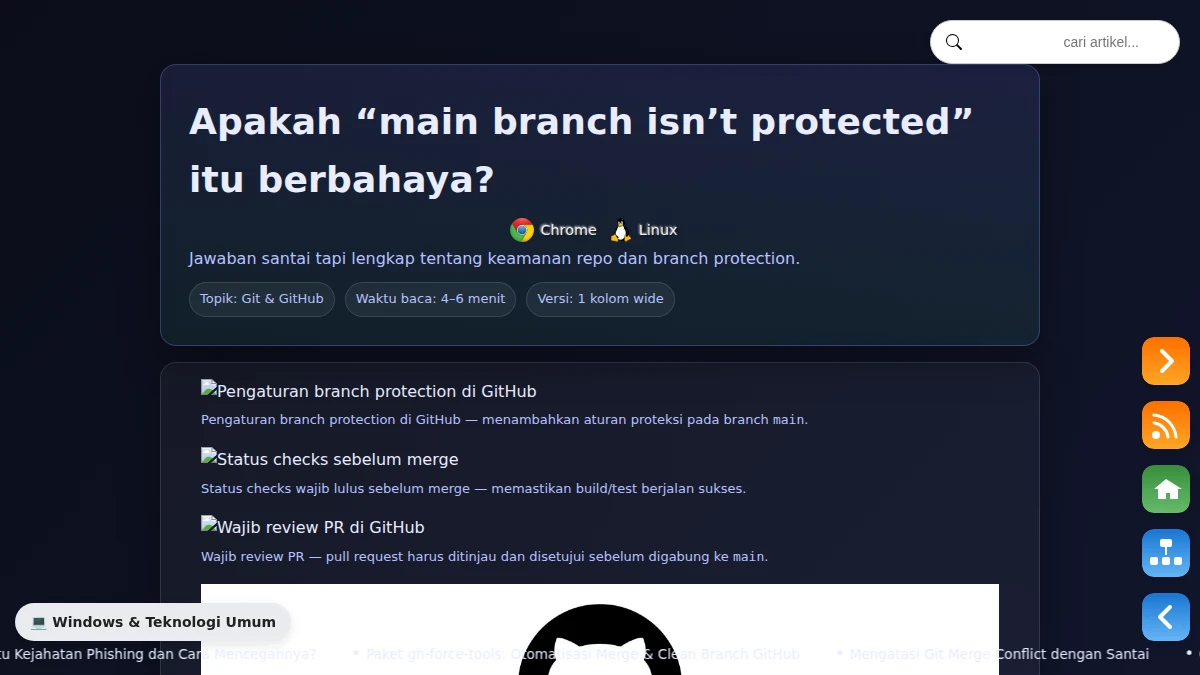 cari artikel...
Apakah “main branch isn’t protected”
itu berbahaya?
Chrome Linux
Jawaban santai tapi lengkap tentang keamanan repo dan branch protection.
Topik: Git & GitHub Waktu baca: 4–6 menit Versi: 1 kolom wide
Pengaturan branch protection di GitHub
Pengaturan branch protection di GitHub — menambahkan aturan proteksi pada branch main.
Status checks sebelum merge
Status checks wajib lulus sebelum merge — memastikan build/test berjalan sukses.
Wajib review PR di GitHub
Wajib review PR — pull request harus ditinjau dan disetujui sebelum digabung ke main.
💻 Windows & Teknologi Umum
Kejahatan Phishing dan Cara Mencegahnya? • Paket gh-force-tools: Otomatisasi Merge & Clean Branch GitHub • Mengatasi Git Merge Conflict dengan Santai •